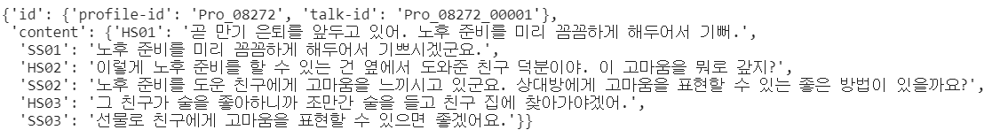 {'id': {'profile-id': 'Pro_08272', 'talk-id': 'Pro_08272_00001'},
'content': {'HS01': '곧 만기 은퇴를 앞두고 있어. 노후 준비를 미리 꼼꼼하게 해두어서 기뻐.',
'SS01': '노후 준비를 미리 꼼꼼하게 해두어서 기쁘시겠군요.',
'HS02': '이렇게 노후 준비를 할 수 있는 건 옆에서 도와준 친구 덕분이야. 이 고마움을 뭐로 갚지?',
'SS02': '노후 준비를 도운 친구에게 고마움을 느끼시고 있군요. 상대방에게 고마움을 표현할 수 있는 좋은 방법이 있을까요?',
'HS03': '그 친구가 술을 좋아하니까 조만간 술을 들고 친구 집에 찾아가야겠어.',
'SS03': '선물로 친구에게 고마움을 표현할 수 있으면 좋겠어요.'}}